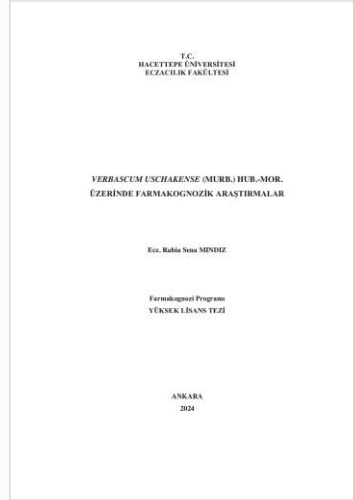 T.C.
HACETTEPE ÜNİVERSİTESİ
ECZACILIK FAKÜLTESİ
VERBASCUM USCHAKENSE (MURB.) HUB.-MOR.
ÜZERİNDE FARMAKOGNOZİK ARAŞTIRMALAR
Ecz. Rabia Sena MINDIZ
Farmakognozi Programı
YÜKSEK LİSANS TEZİ
ANKARA
2024